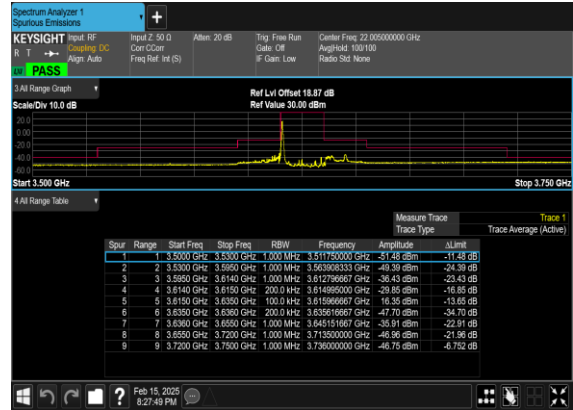 Spectrum Analyzer 1
Spurious Emissions
KEYSIGHT Input: RF Input Z: 50 Ω Atten: 20 dB Trig: Free Run Center Freq: 22.005000000 GHz
R T Coupling: DC Corr CCorr Gate: Off Avg|Hold: 100/100
Align: Auto Freq Ref: Int (S) IF Gain: Low Radio Std: None
PASS
3 All Range Graph
Ref Lvl Offset 18.87 dB
Scale/Div 10.0 dB Ref Value 30.00 dBm
20.0
0.00
-20.0
-40.0
-60.0
Start 3.500 GHz Stop 3.750 GHz
4 All Range Table
Measure Trace Trace 1
Trace Type Trace Average (Active)
Spur Range Start Freq Stop Freq RBW Frequency Amplitude ΔLimit
1 1 3.5000 GHz 3.5300 GHz 1.000 MHz 3.511750000 GHz -51.48 dBm -11.48 dB
2 2 3.5300 GHz 3.5950 GHz 1.000 MHz 3.563908333 GHz -49.39 dBm -24.39 dB
3 3 3.5950 GHz 3.6140 GHz 1.000 MHz 3.612796667 GHz -36.43 dBm -23.43 dB
4 4 3.6140 GHz 3.6150 GHz 200.0 kHz 3.614995000 GHz -29.85 dBm -16.85 dB
5 5 3.6150 GHz 3.6350 GHz 100.0 kHz 3.615966667 GHz 16.35 dBm -13.65 dB
6 6 3.6350 GHz 3.6360 GHz 200.0 kHz 3.635616667 GHz -47.70 dBm -34.70 dB
7 7 3.6360 GHz 3.6550 GHz 1.000 MHz 3.645151667 GHz -35.91 dBm -22.91 dB
8 8 3.6550 GHz 3.7200 GHz 1.000 MHz 3.713500000 GHz -46.96 dBm -21.96 dB
9 9 3.7200 GHz 3.7500 GHz 1.000 MHz 3.736000000 GHz -46.75 dBm -6.752 dB
? Feb 15, 2025
8:27:49 PM